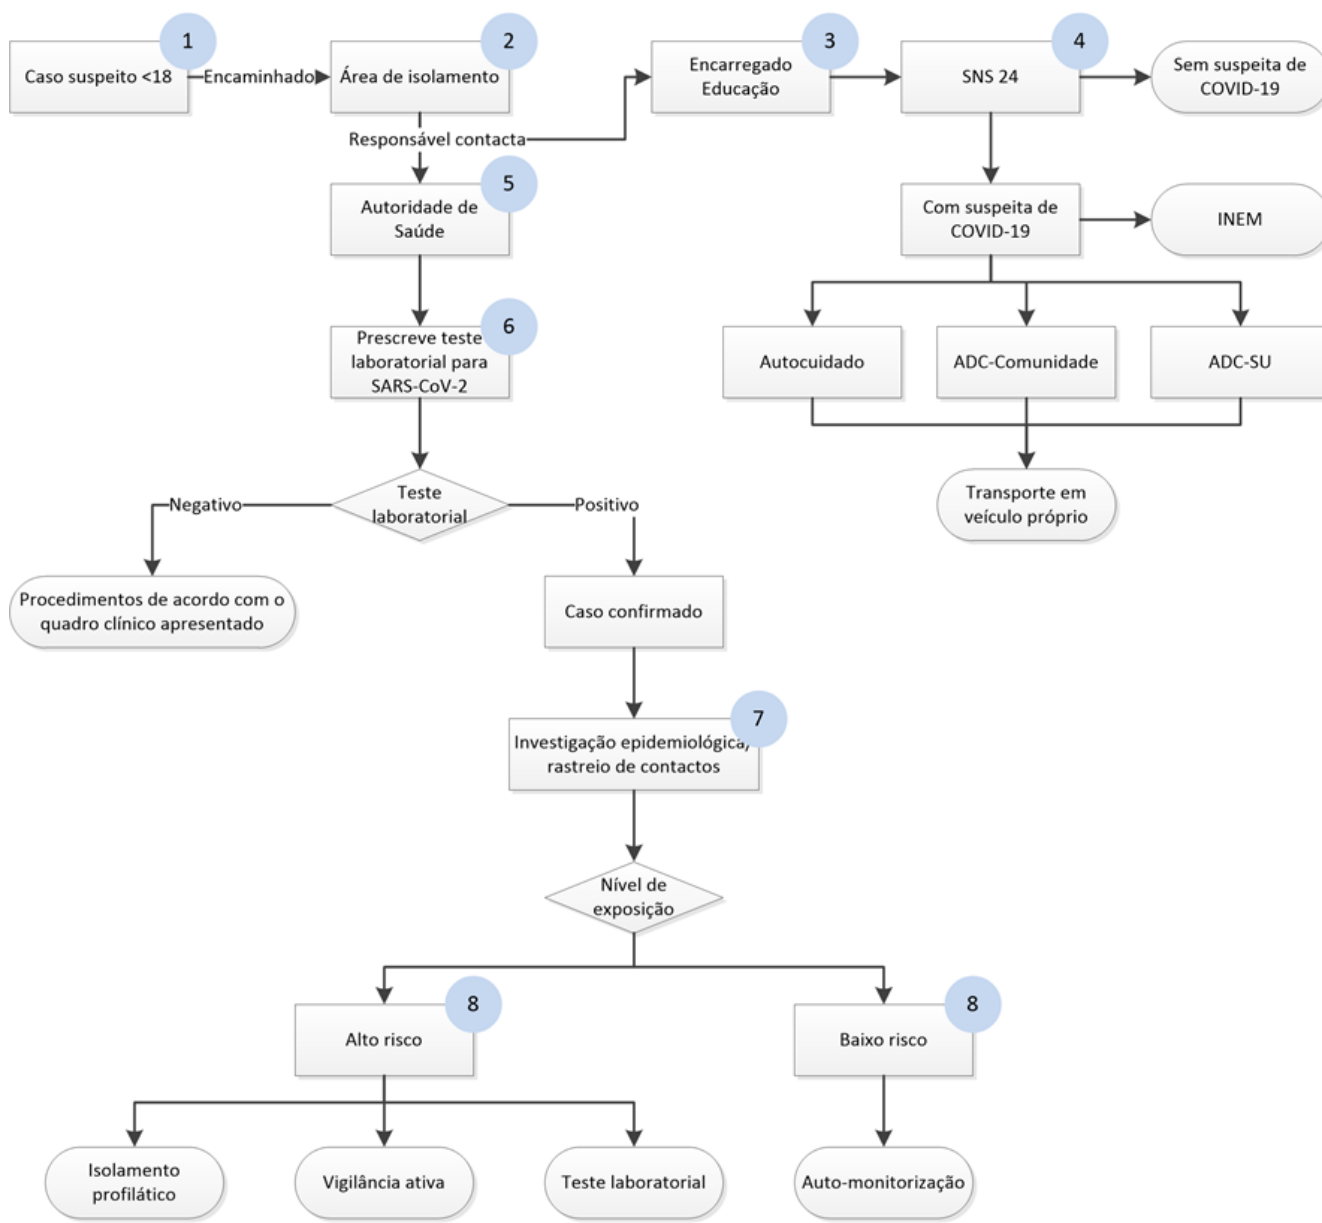 1
Caso suspeito <18
Encaminhado
2
Área de isolamento
3
Encarregado
Educação
4
SNS 24
Sem suspeita de
COVID-19
Responsável contacta
5
Autoridade de
Saúde
Com suspeita de
COVID-19
INEM
6
Prescreve teste
laboratorial para
SARS-CoV-2
Autocuidado
ADC-Comunidade
ADC-SU
Negativo
Teste
laboratorial
Positivo
Transporte em
veículo próprio
Procedimentos de acordo com o
quadro clínico apresentado
Caso confirmado
7
Investigação epidemiológica/
rastreio de contactos
Nível de
exposição
8
Alto risco
8
Baixo risco
Isolamento
profilático
Vigilância ativa
Teste laboratorial
Auto-monitorização